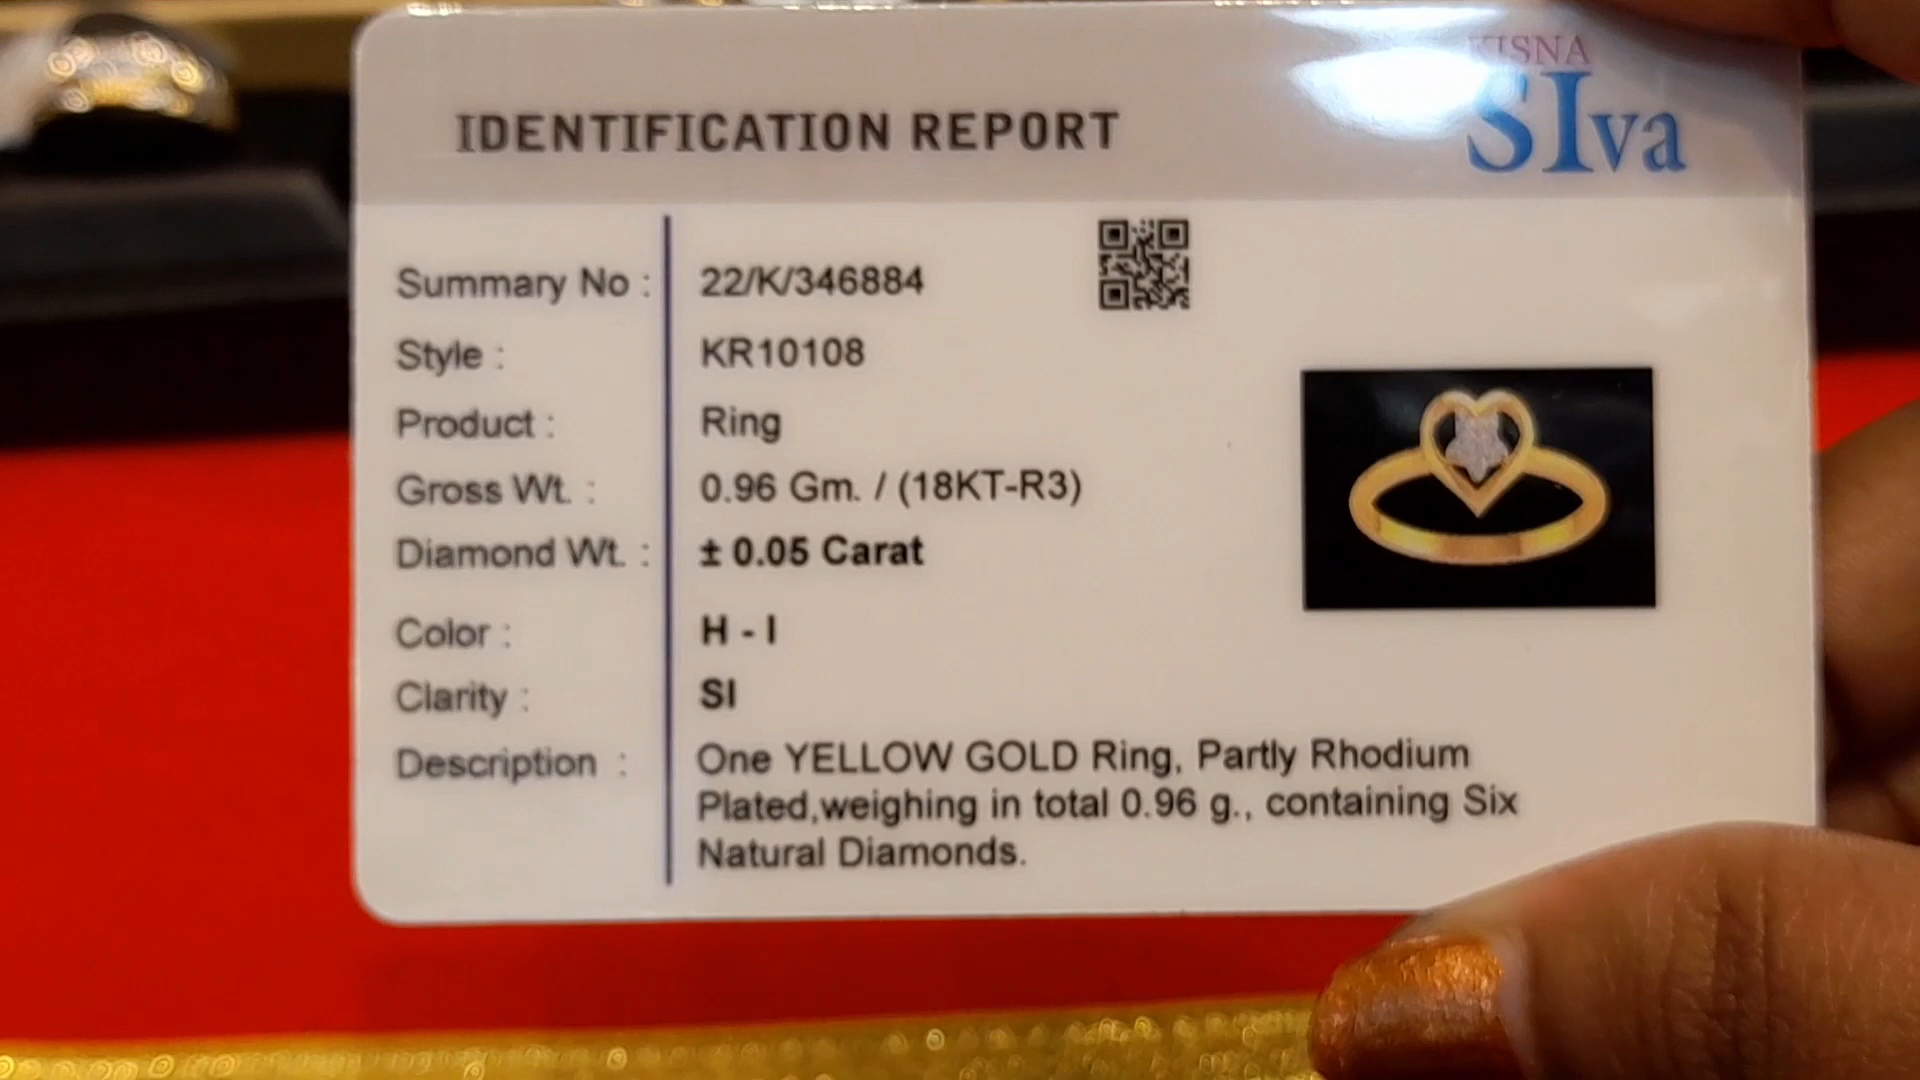 KISNA
SIva
IDENTIFICATION REPORT
Summary No : 22/K/346884
Style : KR10108
Product : Ring
Gross Wt. : 0.96 Gm. / (18KT-R3)
Diamond Wt. : ± 0.05 Carat
Color : H - I
Clarity : SI
Description : One YELLOW GOLD Ring, Partly Rhodium
Plated,weighing in total 0.96 g., containing Six
Natural Diamonds.